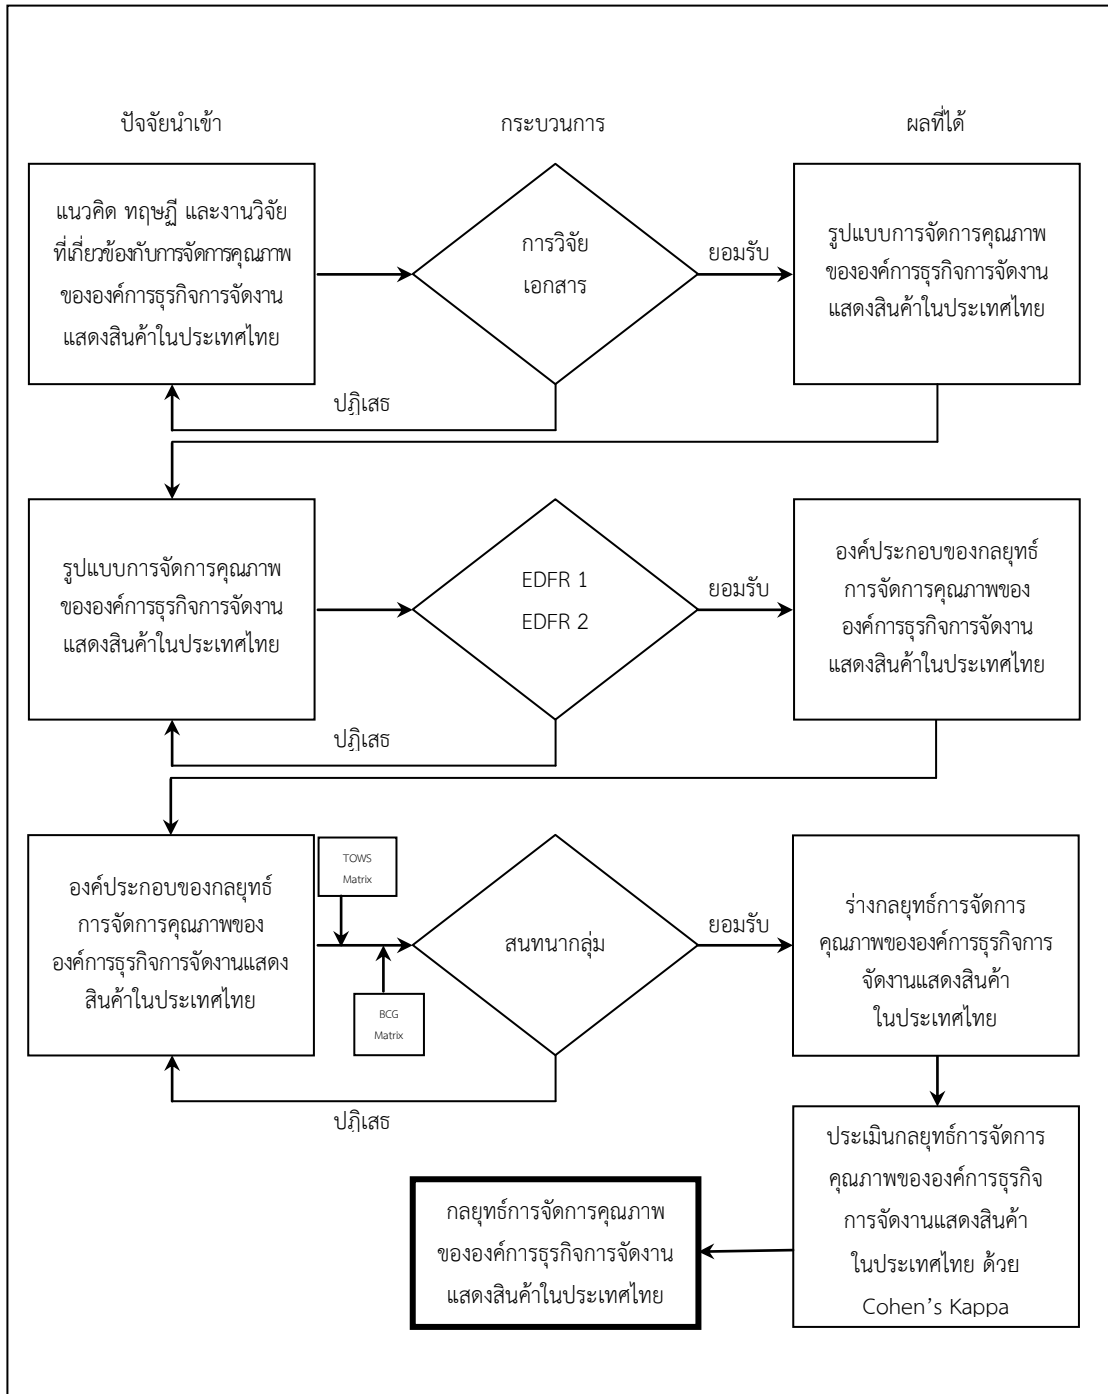 ปัจจัยนำเข้า
กระบวนการ
ผลที่ได้
แนวคิด ทฤษฎี และงานวิจัย
ที่เกี่ยวข้องกับการจัดการคุณภาพ
ขององค์การธุรกิจการจัดงาน
แสดงสินค้าในประเทศไทย
การวิจัย
เอกสาร
ยอมรับ
รูปแบบการจัดการคุณภาพ
ขององค์การธุรกิจการจัดงาน
แสดงสินค้าในประเทศไทย
ปฏิเสธ
รูปแบบการจัดการคุณภาพ
ขององค์การธุรกิจการจัดงาน
แสดงสินค้าในประเทศไทย
EDFR 1
EDFR 2
ยอมรับ
องค์ประกอบของกลยุทธ์
การจัดการคุณภาพของ
องค์การธุรกิจการจัดงาน
แสดงสินค้าในประเทศไทย
ปฏิเสธ
องค์ประกอบของกลยุทธ์
การจัดการคุณภาพของ
องค์การธุรกิจการจัดงานแสดง
สินค้าในประเทศไทย
TOWS
Matrix
BCG
Matrix
สนทนากลุ่ม
ยอมรับ
ร่างกลยุทธ์การจัดการ
คุณภาพขององค์การธุรกิจการ
จัดงานแสดงสินค้า
ในประเทศไทย
ปฏิเสธ
ประเมินกลยุทธ์การจัดการ
คุณภาพขององค์การธุรกิจ
การจัดงานแสดงสินค้า
ในประเทศไทย ด้วย
Cohen's Kappa
กลยุทธ์การจัดการคุณภาพ
ขององค์การธุรกิจการจัดงาน
แสดงสินค้าในประเทศไทย